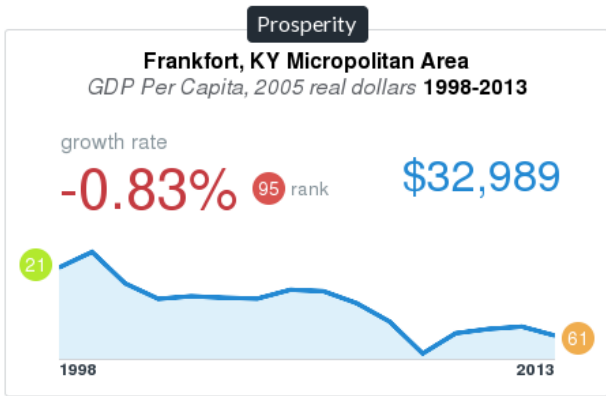 Prosperity
Frankfort, KY Micropolitan Area
GDP Per Capita, 2005 real dollars 1998-2013
growth rate
-0.83% 95 rank
$32,989
21
61
1998 2013